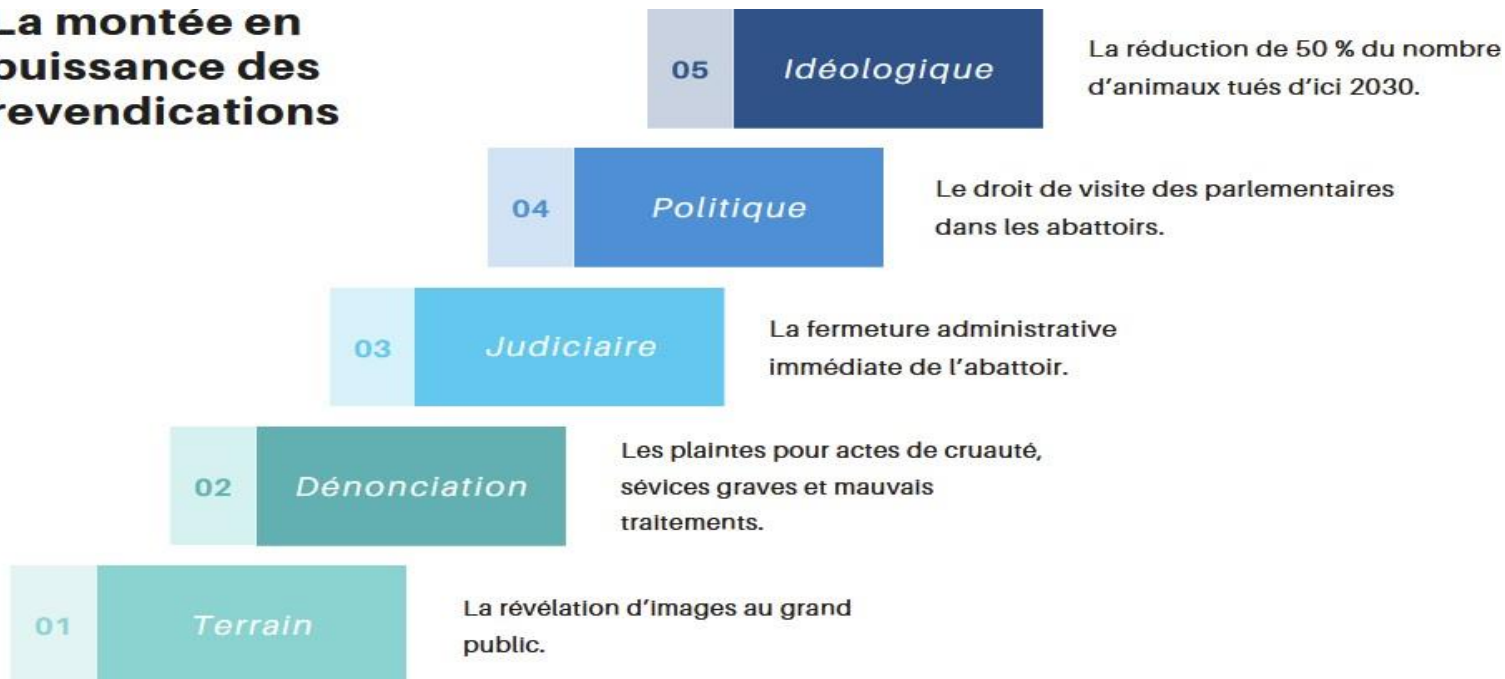 La montée en
puissance des
revendications
05
Idéologique
La réduction de 50 % du nombre
d'animaux tués d'ici 2030.
04
Politique
Le droit de visite des parlementaires
dans les abattoirs.
03
Judiciaire
La fermeture administrative
immédiate de l'abattoir.
02
Dénonciation
Les plaintes pour actes de cruauté,
sévices graves et mauvais
traitements.
01
Terrain
La révélation d'images au grand
public.